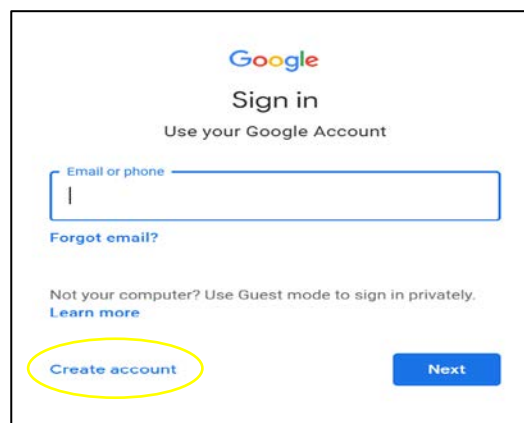 Google
Sign in
Use your Google Account
Email or phone
Forgot email?
Not your computer? Use Guest mode to sign in privately.
Learn more
Create account
Next